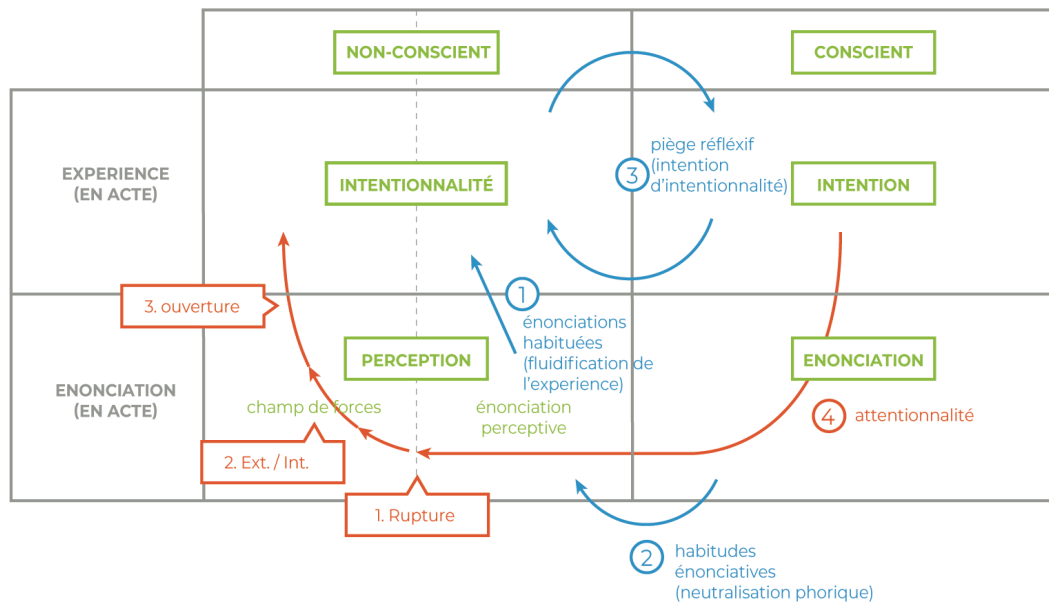 NON-CONSCIENT
CONSCIENT
EXPERIENCE
(EN ACTE)
INTENTIONNALITÉ
3
piège réfléxif
(intention
d'intentionnalité)
INTENTION
3. ouverture
1
énonciations
habituées
(fluidification de
l'experience)
ENONCIATION
(EN ACTE)
PERCEPTION
ENONCIATION
champ de forces
énonciation
perceptive
4
attentionnalité
2. Ext. / Int.
1. Rupture
2
habitudes
énonciatives
(neutralisation phorique)